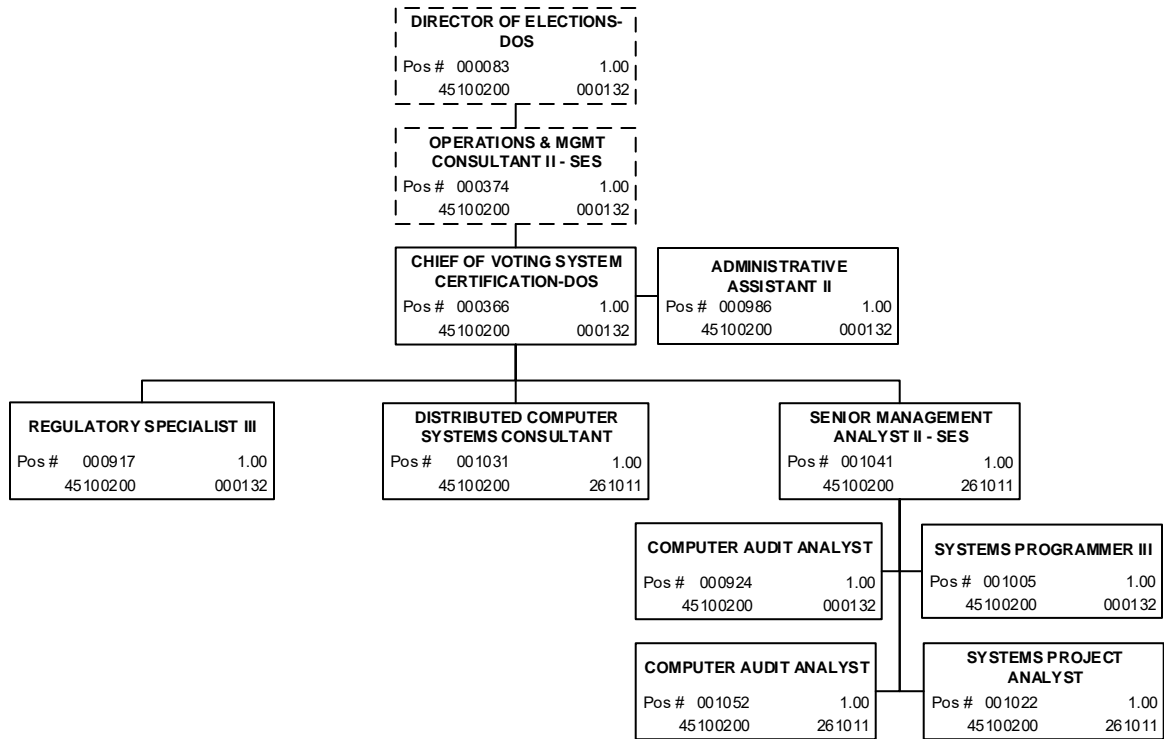 DIRECTOR OF ELECTIONS-
DOS
Pos # 000083 1.00
45100200 000132
OPERATIONS & MGMT
CONSULTANT II - SES
Pos # 000374 1.00
45100200 000132
CHIEF OF VOTING SYSTEM
CERTIFICATION-DOS
Pos # 000366 1.00
45100200 000132
ADMINISTRATIVE
ASSISTANT II
Pos # 000986 1.00
45100200 000132
REGULATORY SPECIALIST III
Pos # 000917 1.00
45100200 000132
DISTRIBUTED COMPUTER
SYSTEMS CONSULTANT
Pos # 001031 1.00
45100200 261011
SENIOR MANAGEMENT
ANALYST II - SES
Pos # 001041 1.00
45100200 261011
COMPUTER AUDIT ANALYST
Pos # 000924 1.00
45100200 000132
SYSTEMS PROGRAMMER III
Pos # 001005 1.00
45100200 000132
COMPUTER AUDIT ANALYST
Pos # 001052 1.00
45100200 261011
SYSTEMS PROJECT
ANALYST
Pos # 001022 1.00
45100200 261011